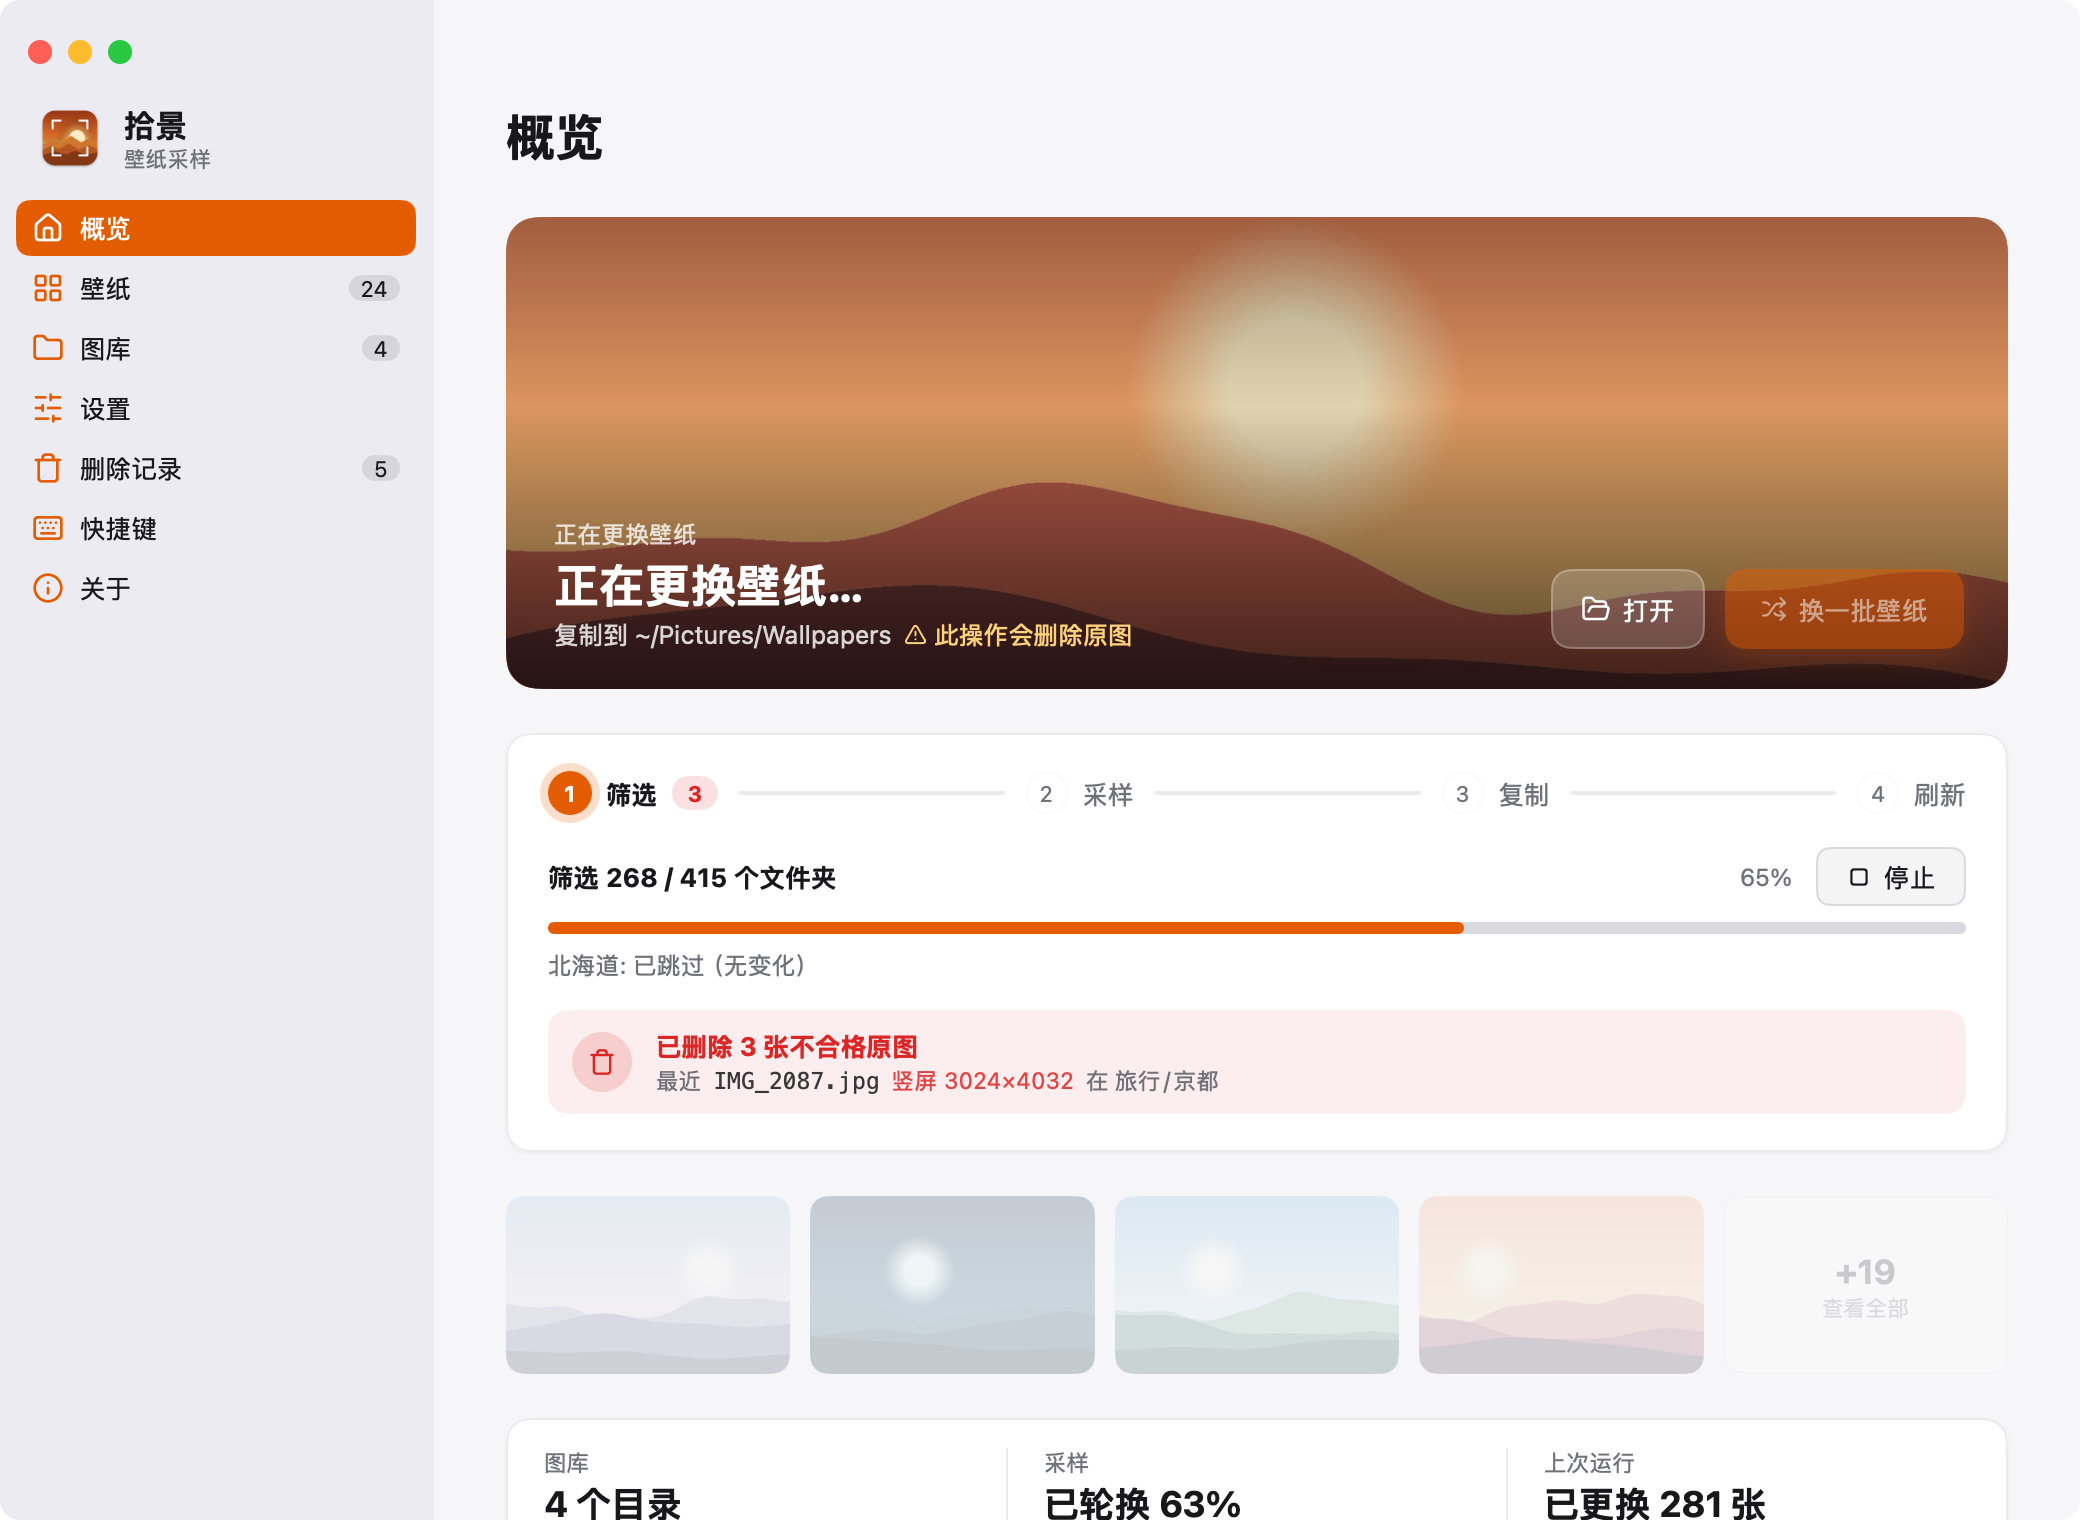 拾景
壁纸采样
概览
壁纸 24
图库 4
设置
删除记录 5
快捷键
关于
概览
正在更换壁纸
正在更换壁纸...
复制到 ~/Pictures/Wallpapers 此操作会删除原图
打开
换一批壁纸
1 筛选 3
2 采样
3 复制
4 刷新
筛选 268 / 415 个文件夹
65%
停止
北海道: 已跳过 (无变化)
已删除 3 张不合格原图
最近 IMG_2087.jpg 竖屏 3024×4032 在 旅行/京都
+19
查看全部
图库
4 个目录
采样
已轮换 63%
上次运行
已更换 281 张